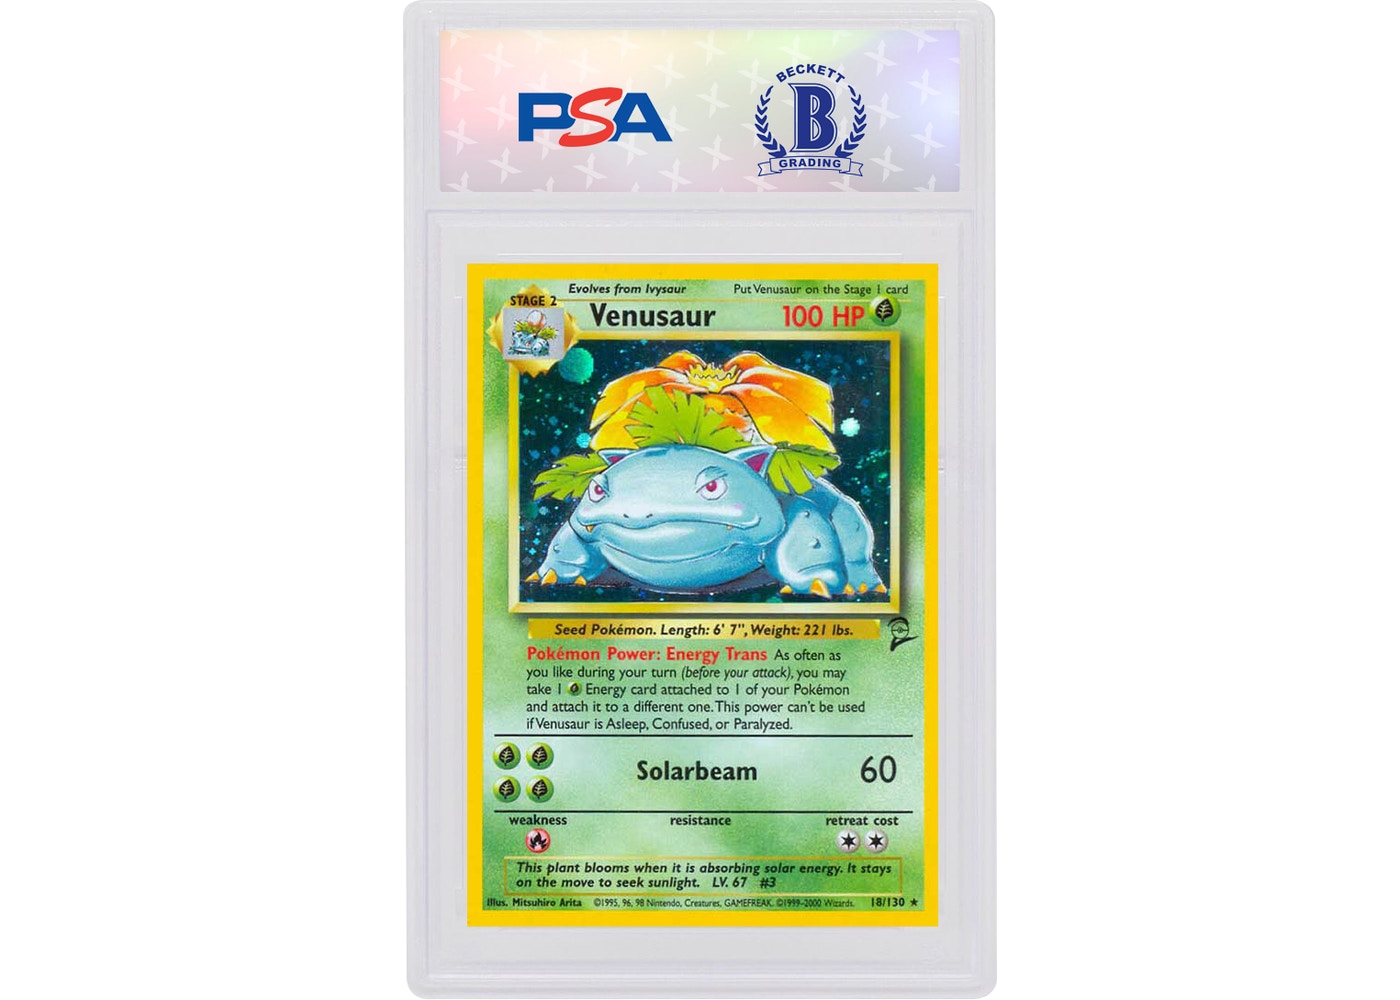 PSA
BECKETT
B
GRADING
Evolves from Ivysaur
Put Venusaur on the Stage 1 card
STAGE 2
Venusaur
100 HP
Seed Pokémon. Length: 6' 7", Weight: 221 lbs.
Pokémon Power: Energy Trans As often as
you like during your turn (before your attack), you may
take 1 Energy card attached to 1 of your Pokémon
and attach it to a different one. This power can't be used
if Venusaur is Asleep, Confused, or Paralyzed.
Solarbeam 60
weakness resistance retreat cost
This plant blooms when it is absorbing solar energy. It stays
on the move to seek sunlight. LV. 67 #3
Illus. Mitsuhiro Arita ©1995, 96, 98 Nintendo, Creatures, GAMEFREAK. ©1999-2000 Wizards. 18/130 ★